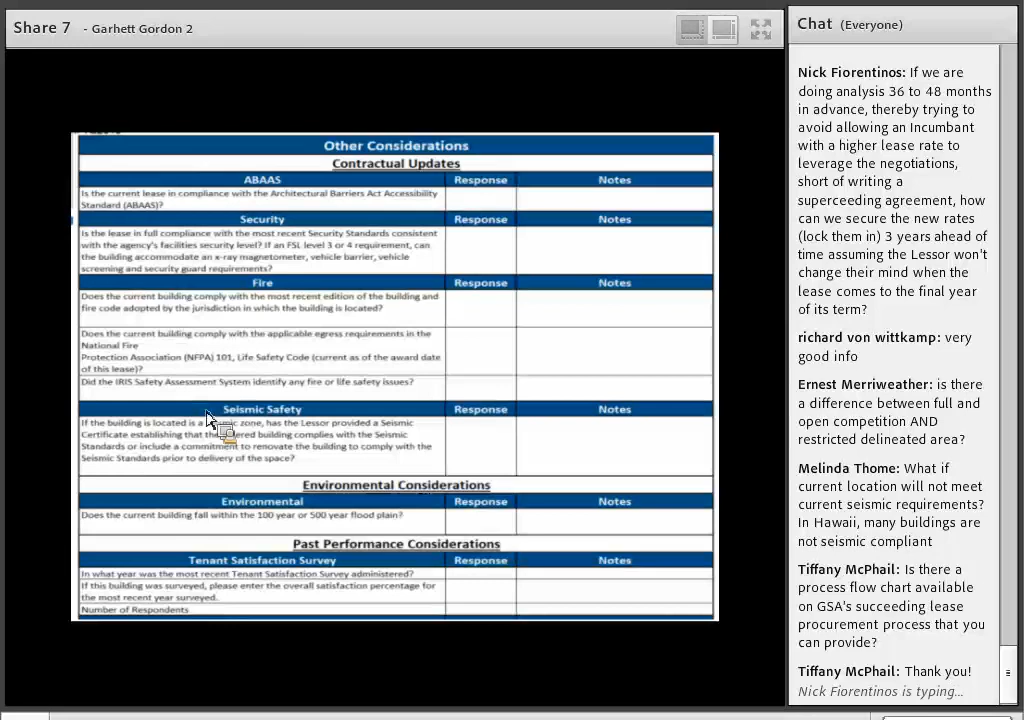 Share 7 - Garhett Gordon 2
Other Considerations
Contractual Updates
ABAAS Response Notes
Is the current lease in compliance with the Architectural Barriers Act Accessibility
Standard (ABAAS)?
Security Response Notes
Is the lease in full compliance with the most recent Security Standards consistent
with the agency's facilities security level? If an FSL level 3 or 4 requirement, can
the building accommodate an x-ray magnetometer, vehicle barrier, vehicle
screening and security guard requirements?
Fire Response Notes
Does the current building comply with the most recent edition of the building and
fire code adopted by the jurisdiction in which the building is located?
Does the current building comply with the applicable egress requirements in the
National Fire
Protection Association (NFPA) 101, Life Safety Code (current as of the award date
of this lease)?
Did the IRIS Safety Assessment System identify any fire or life safety issues?
Seismic Safety Response Notes
If the building is located is a zone, has the Lessor provided a Seismic
Certificate establishing that the building complies with the Seismic
Standards or include a commitment to renovate the building to comply with the
Seismic Standards prior to delivery of the space?
Environmental Considerations
Environmental Response Notes
Does the current building fall within the 100 year or 500 year flood plain?
Past Performance Considerations
Tenant Satisfaction Survey Response Notes
In what year was the most recent Tenant Satisfaction Survey administered?
If this building was surveyed, please enter the overall satisfaction percentage for
the most recent year surveyed.
Number of Respondents
Chat (Everyone)
Nick Fiorentinos: If we are
doing analysis 36 to 48 months
in advance, thereby trying to
avoid allowing an Incumbant
with a higher lease rate to
leverage the negotiations,
short of writing a
superceeding agreement, how
can we secure the new rates
(lock them in) 3 years ahead of
time assuming the Lessor won't
change their mind when the
lease comes to the final year
of its term?
richard von wittkamp: very
good info
Ernest Merriweather: is there
a difference between full and
open competition AND
restricted delineated area?
Melinda Thome: What if
current location will not meet
current seismic requirements?
In Hawaii, many buildings are
not seismic compliant
Tiffany McPhail: Is there a
process flow chart available
on GSA's succeeding lease
procurement process that you
can provide?
Tiffany McPhail: Thank you!
Nick Fiorentinos is typing...